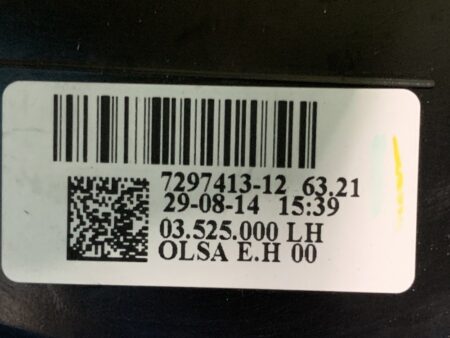 7297413-12 63.21
29-08-14 15:39
03.525.000 LH
OLSA E.H 00